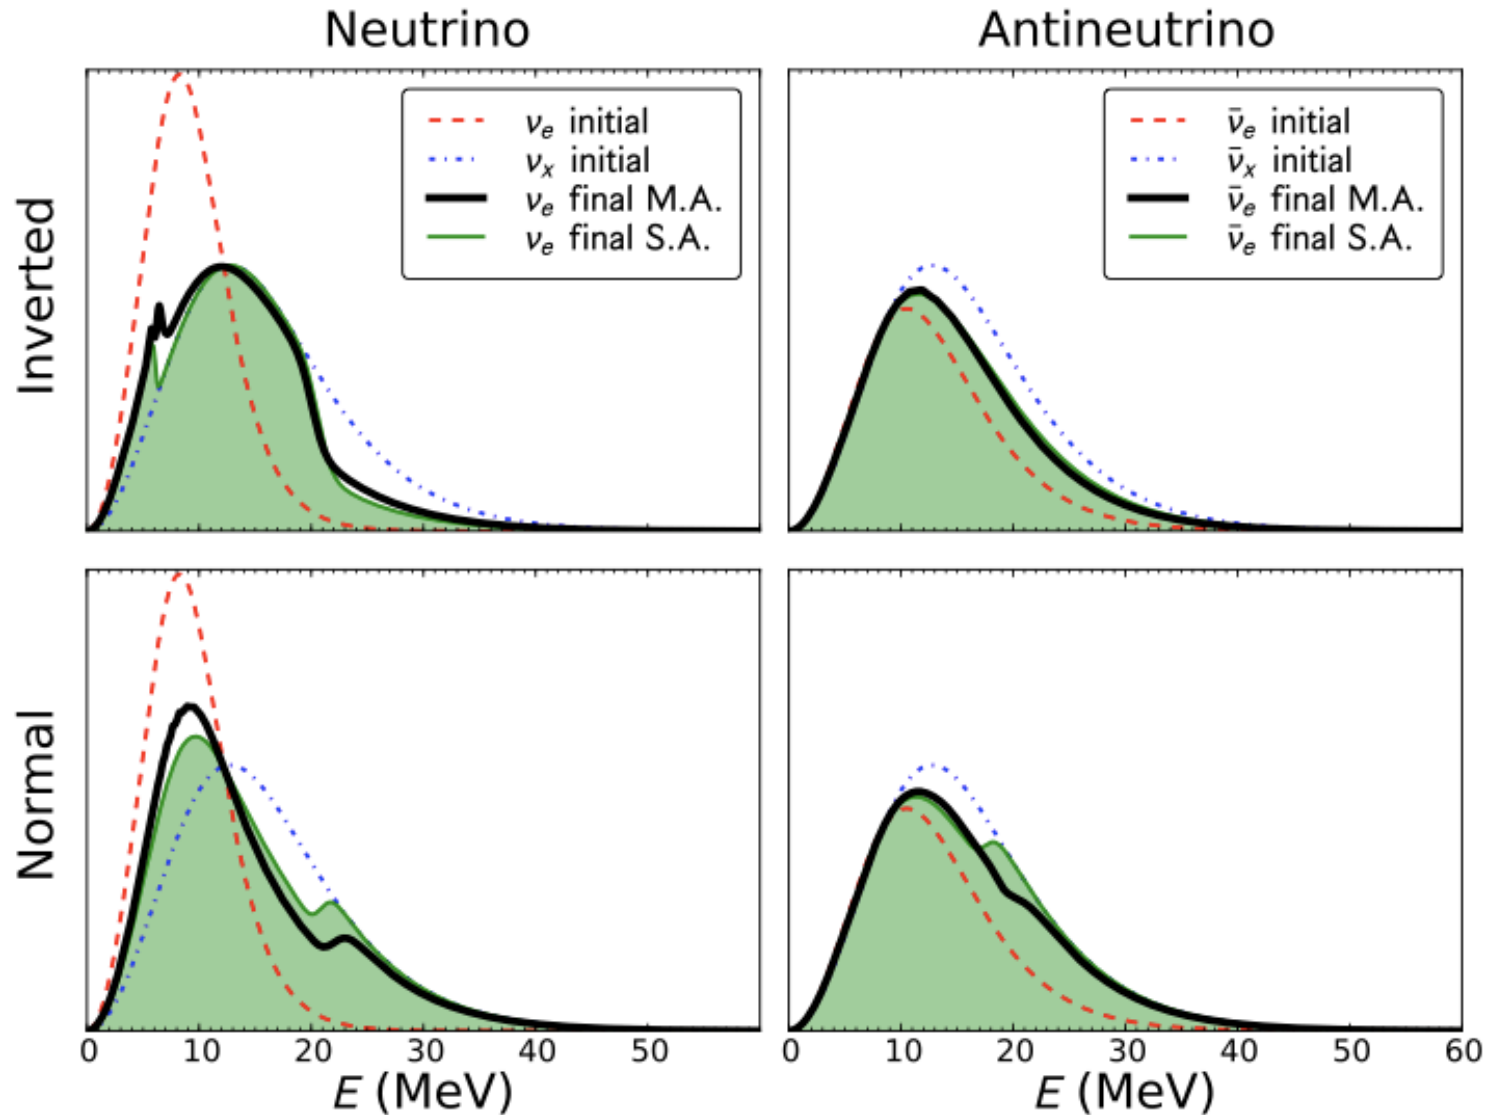 Neutrino
Antineutrino
Inverted
νₑ initial
νₓ initial
νₑ final M.A.
νₑ final S.A.
ν̄ₑ initial
ν̄ₓ initial
ν̄ₑ final M.A.
ν̄ₑ final S.A.
Normal
0 10 20 30 40 50
E (MeV)
0 10 20 30 40 50 60
E (MeV)